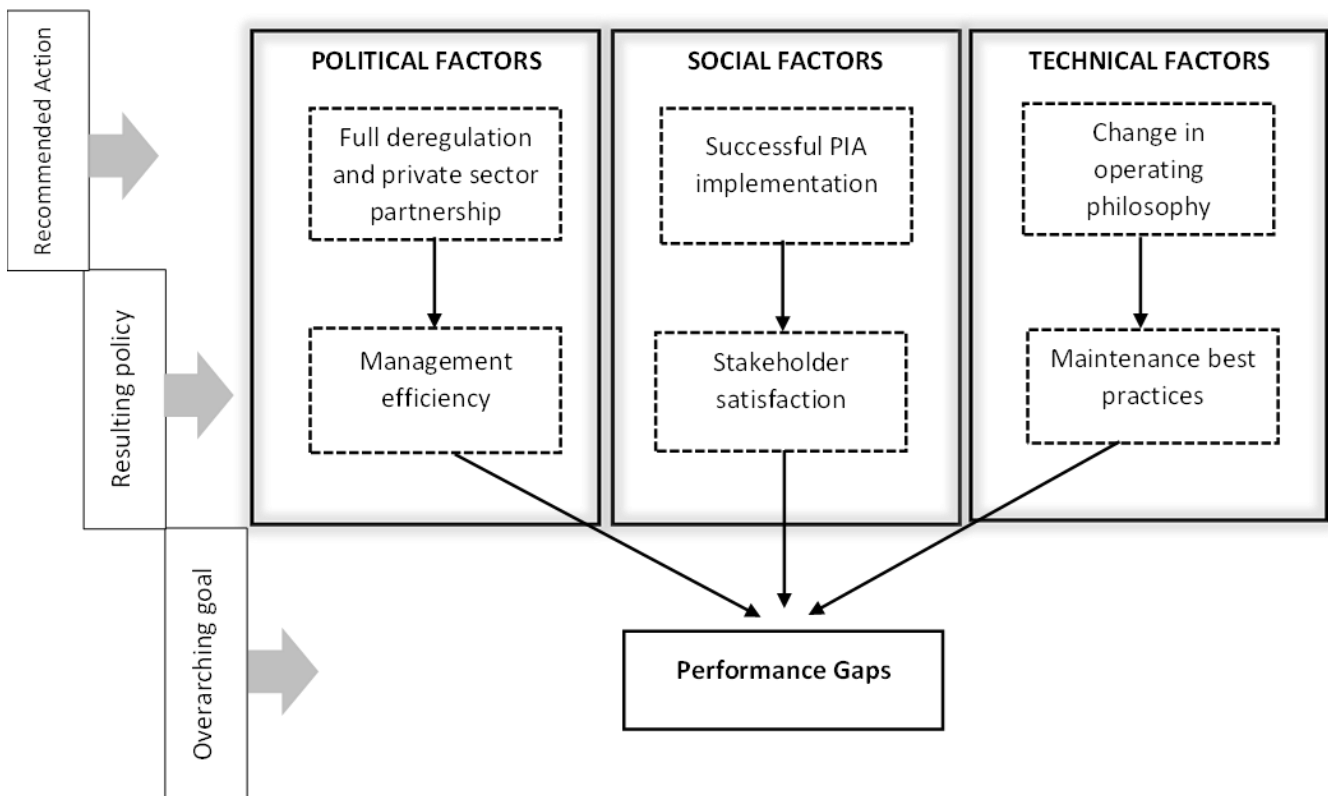 Recommended Action
POLITICAL FACTORS
SOCIAL FACTORS
TECHNICAL FACTORS
Full deregulation
and private sector
partnership
Successful PIA
implementation
Change in
operating
philosophy
Resulting policy
Management
efficiency
Stakeholder
satisfaction
Maintenance best
practices
Overarching goal
Performance Gaps